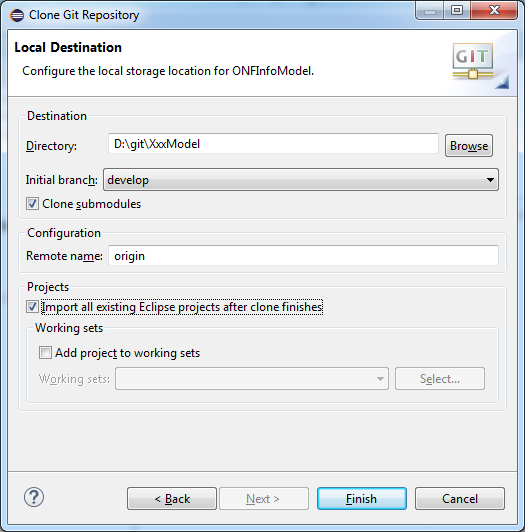 Clone Git Repository
Local Destination
Configure the local storage location for ONFInfoModel.
GIT
Destination
Directory: D:\git\XxxModel Browse
Initial branch: develop
Clone submodules
Configuration
Remote name: origin
Projects
Import all existing Eclipse projects after clone finishes
Working sets
Add project to working sets
Working sets: Select...
? < Back Next > Finish Cancel